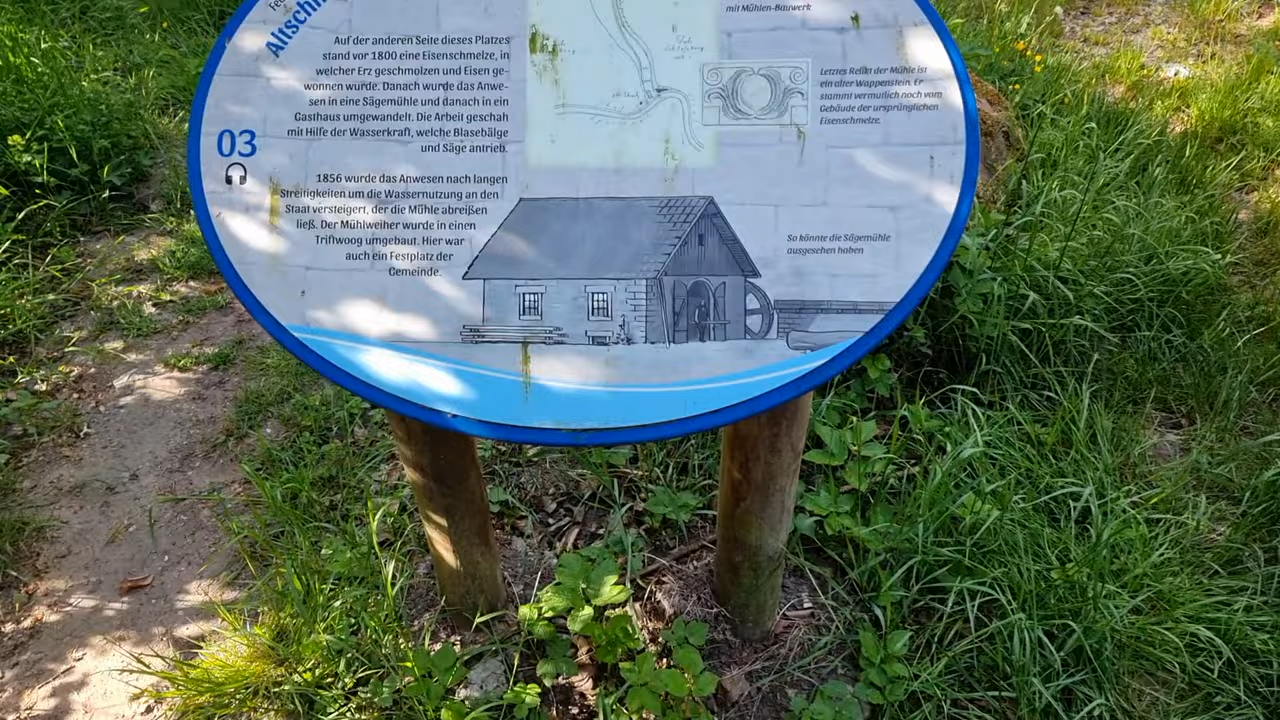 Altschm
mit Mühlen-Bauwerk
Auf der anderen Seite dieses Platzes
stand vor 1800 eine Eisenschmelze, in
welcher Erz geschmolzen und Eisen ge-
wonnen wurde. Danach wurde das Anwe-
sen in eine Sägemühle und danach in ein
Gasthaus umgewandelt. Die Arbeit geschah
mit Hilfe der Wasserkraft, welche Blasebälge
und Säge antrieb.
Letztes Relikt der Mühle ist
ein alter Wappenstein. Er
stammt vermutlich noch vom
Gebäude der ursprünglichen
Eisenschmelze.
03
1856 wurde das Anwesen nach langen
Streitigkeiten um die Wassernutzung an den
Staat versteigert, der die Mühle abreißen
ließ. Der Mühlweiher wurde in einen
Triftwoog umgebaut. Hier war
auch ein Festplatz der
Gemeinde.
So könnte die Sägemühle
ausgesehen haben